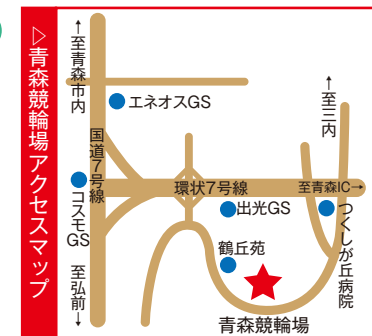 ▷青森競輪場アクセスマップ
←至青森市内
エネオスGS
国道7号線
コスモGS
至弘前→
環状7号線
至青森IC→
←至三内
出光GS
つくしが丘病院
鶴丘苑
青森競輪場